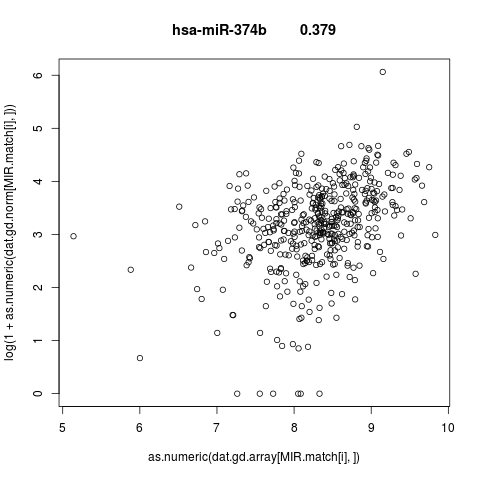 hsa-miR-374b 0.379
6
5
4
3
2
1
0
log(1 + as.numeric(dat.gd.norm[MIR.match[i], ]))
5 6 7 8 9 10
as.numeric(dat.gd.array[MIR.match[i], ])